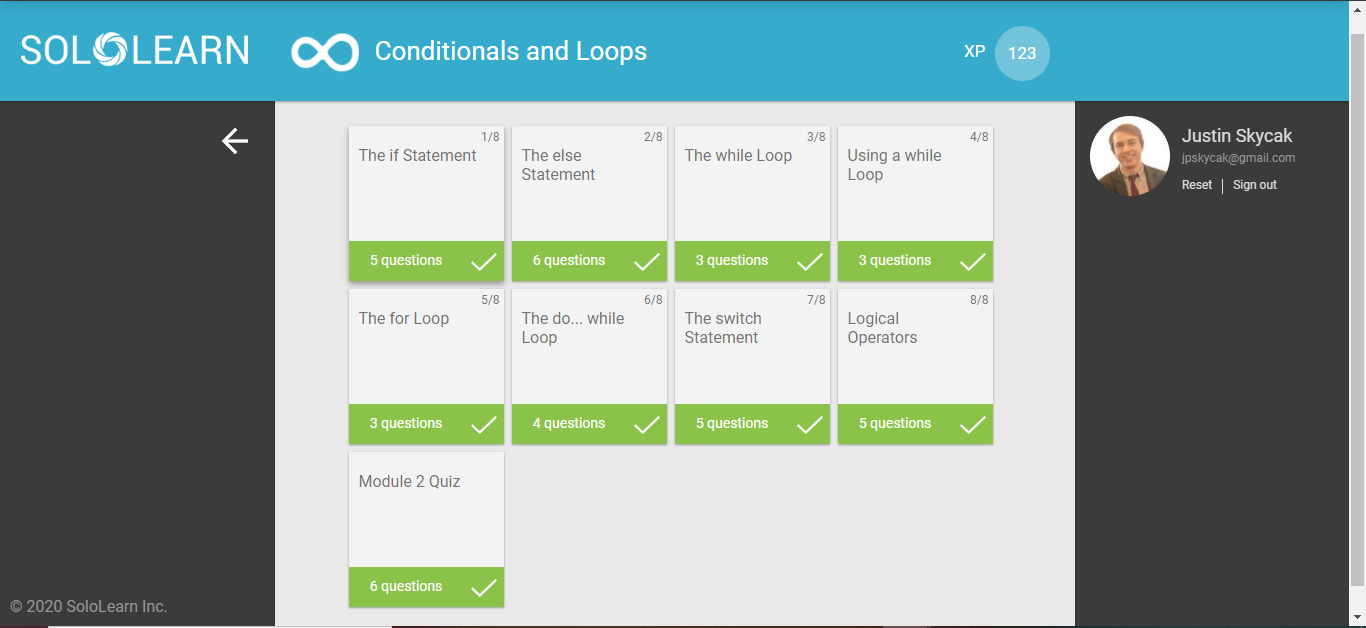 SOLOLEARN
Conditionals and Loops
XP 123
Justin Skycak
jpskycak@gmail.com
Reset | Sign out
1/8
The if Statement
5 questions
2/8
The else
Statement
6 questions
3/8
The while Loop
3 questions
4/8
Using a while
Loop
3 questions
5/8
The for Loop
3 questions
6/8
The do... while
Loop
4 questions
7/8
The switch
Statement
5 questions
8/8
Logical
Operators
5 questions
Module 2 Quiz
6 questions
© 2020 SoloLearn Inc.